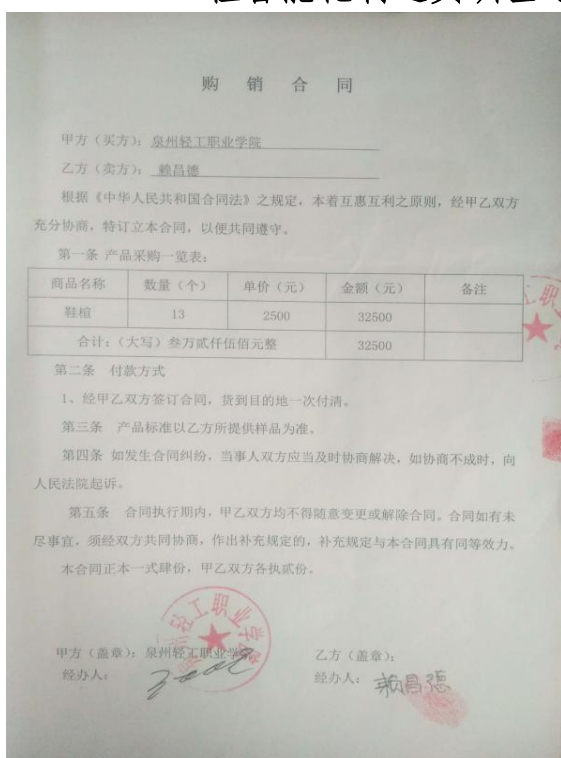 购 销 合 同
甲方（买方）：泉州轻工职业学院
乙方（卖方）：赖昌德
根据《中华人民共和国合同法》之规定，本着互惠互利之原则，经甲乙双方
充分协商，特订立本合同，以便共同遵守。
第一条 产品采购一览表：
商品名称 数量（个） 单价（元） 金额（元） 备注
鞋楦 13 2500 32500
合计：（大写）叁万贰仟伍佰元整 32500
第二条 付款方式
1、经甲乙双方签订合同，货到目的地一次付清。
第三条 产品标准以乙方所提供样品为准。
第四条 如发生合同纠纷，当事人双方应当及时协商解决，如协商不成时，向
人民法院起诉。
第五条 合同执行期内，甲乙双方均不得随意变更或解除合同。合同如有未
尽事宜，须经双方共同协商，作出补充规定的，补充规定与本合同具有同等效力。
本合同正本一式肆份，甲乙双方各执贰份。
甲方（盖章）：泉州轻工职业学院 乙方（盖章）：
经办人： 经办人：赖昌德